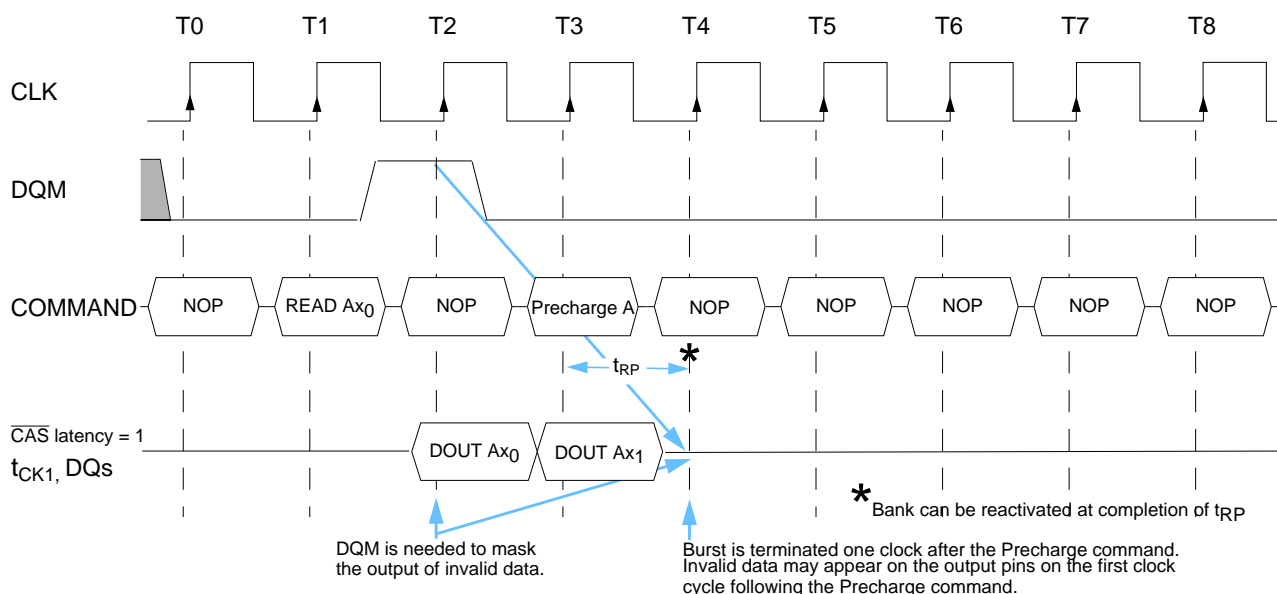 T0 T1 T2 T3 T4 T5 T6 T7 T8
CLK
DQM
COMMAND NOP READ Ax0 NOP Precharge A NOP NOP NOP NOP NOP
*
tRP
CAS latency = 1
tCK1, DQs DOUT Ax0 DOUT Ax1
* Bank can be reactivated at completion of tRP
DQM is needed to mask
the output of invalid data.
Burst is terminated one clock after the Precharge command.
Invalid data may appear on the output pins on the first clock
cycle following the Precharge command.